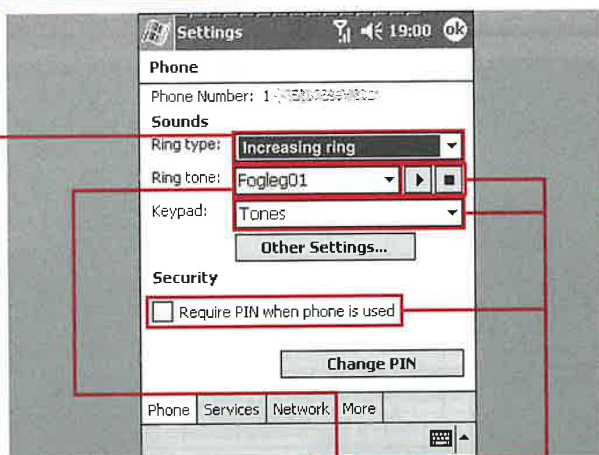 Settings 19:00 ok
Phone
Phone Number: 1
Sounds
Ring type: Increasing ring
Ring tone: Fogleg01
Keypad: Tones
Other Settings...
Security
Require PIN when phone is used
Change PIN
Phone Services Network More